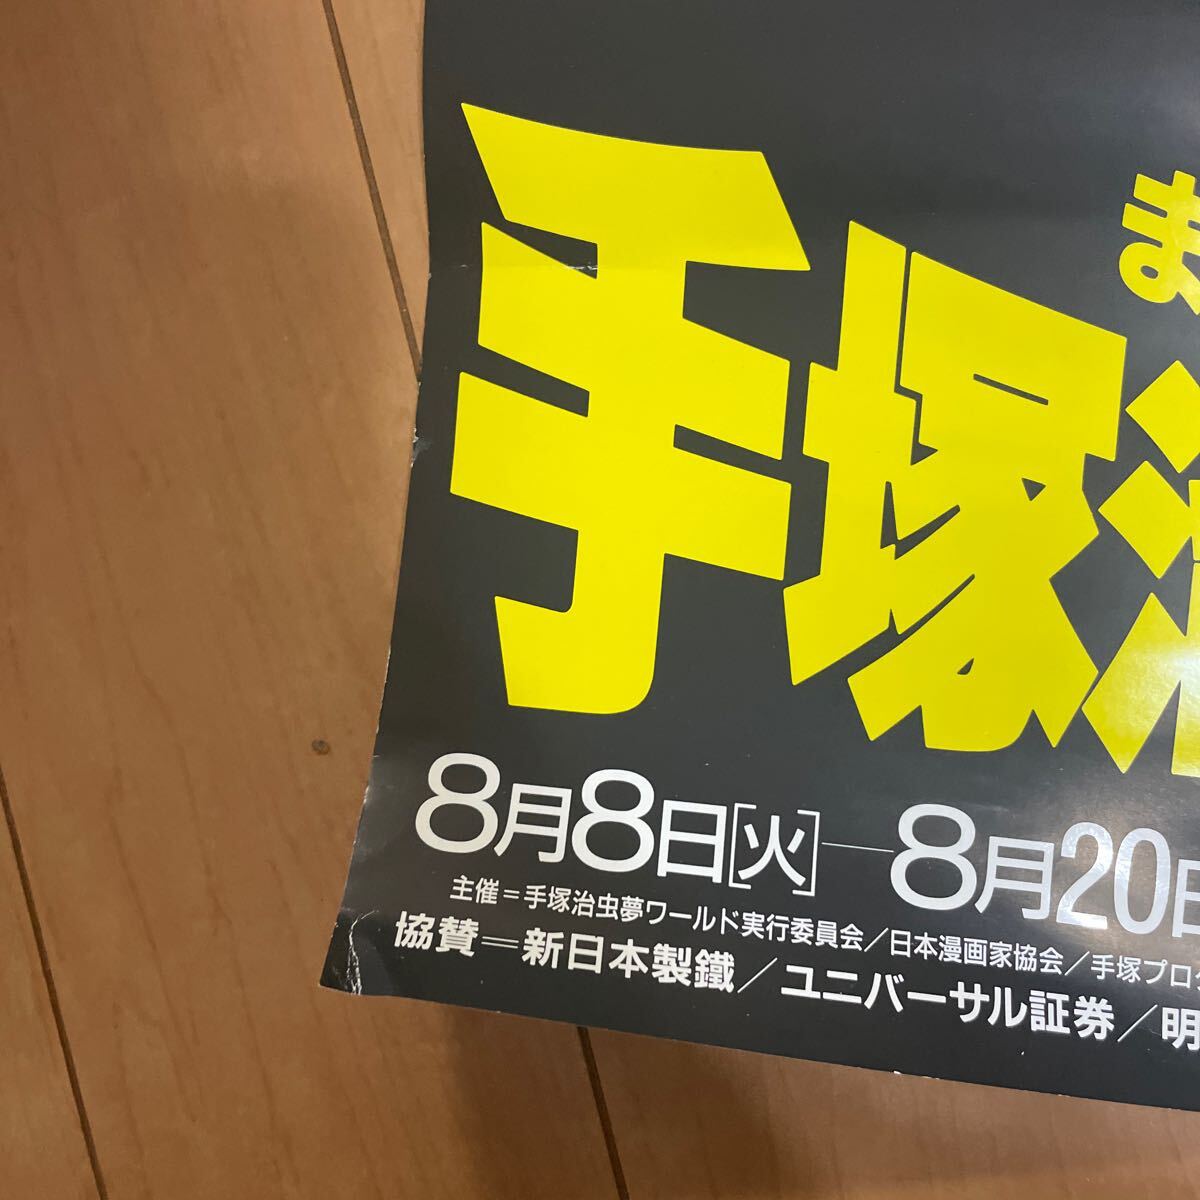 ま
手塚治
8月8日[火]—8月20日
主催=手塚治虫夢ワールド実行委員会/日本漫画家協会/手塚プロ
協賛=新日本製鐵/ユニバーサル証券/明